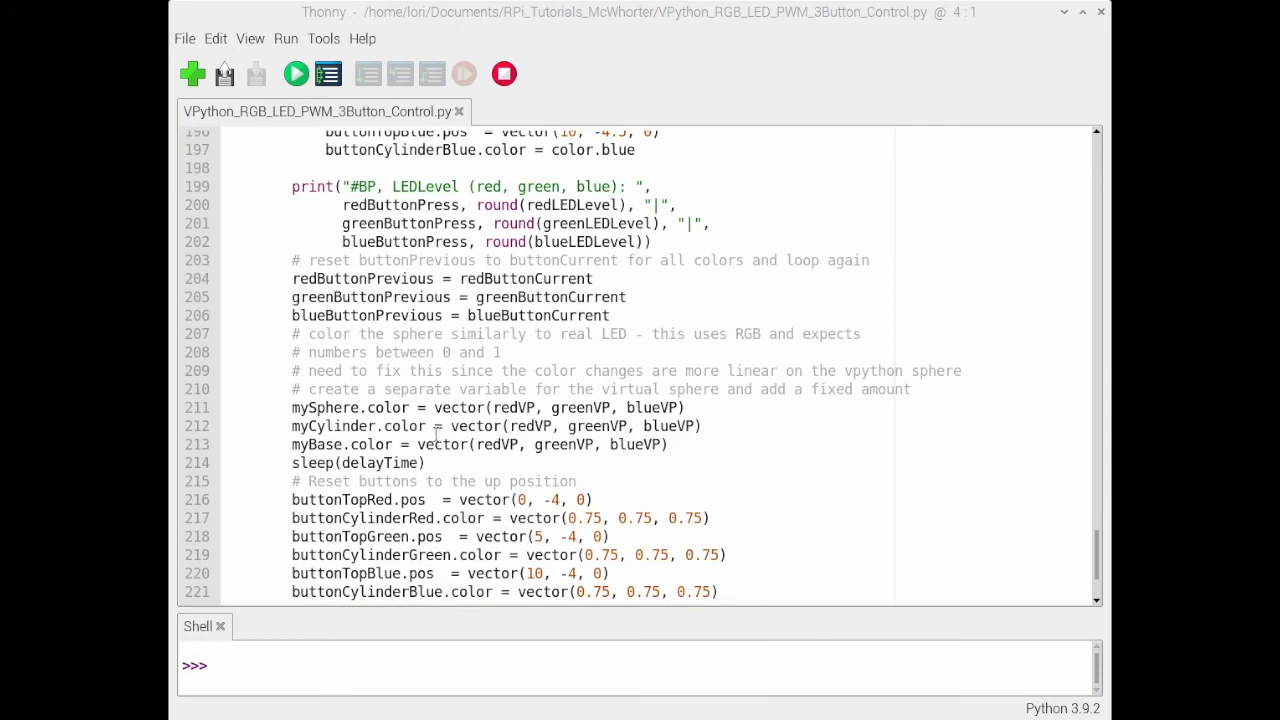 Thonny - /home/lori/Documents/RPi_Tutorials_McWhorter/VPython_RGB_LED_PWM_3Button_Control.py @ 4 : 1
File Edit View Run Tools Help
VPython_RGB_LED_PWM_3Button_Control.py
196 buttonTopBlue.pos = vector(10, -4.5, 0)
197 buttonCylinderBlue.color = color.blue
198
199 print("#BP, LEDLevel (red, green, blue): ",
200 redButtonPress, round(redLEDLevel), "|",
201 greenButtonPress, round(greenLEDLevel), "|",
202 blueButtonPress, round(blueLEDLevel))
203 # reset buttonPrevious to buttonCurrent for all colors and loop again
204 redButtonPrevious = redButtonCurrent
205 greenButtonPrevious = greenButtonCurrent
206 blueButtonPrevious = blueButtonCurrent
207 # color the sphere similarly to real LED - this uses RGB and expects
208 # numbers between 0 and 1
209 # need to fix this since the color changes are more linear on the vpython sphere
210 # create a separate variable for the virtual sphere and add a fixed amount
211 mySphere.color = vector(redVP, greenVP, blueVP)
212 myCylinder.color = vector(redVP, greenVP, blueVP)
213 myBase.color = vector(redVP, greenVP, blueVP)
214 sleep(delayTime)
215 # Reset buttons to the up position
216 buttonTopRed.pos = vector(0, -4, 0)
217 buttonCylinderRed.color = vector(0.75, 0.75, 0.75)
218 buttonTopGreen.pos = vector(5, -4, 0)
219 buttonCylinderGreen.color = vector(0.75, 0.75, 0.75)
220 buttonTopBlue.pos = vector(10, -4, 0)
221 buttonCylinderBlue.color = vector(0.75, 0.75, 0.75)
Shell
>>>
Python 3.9.2